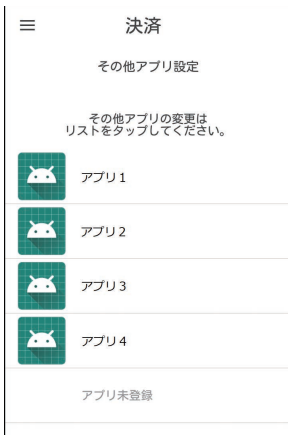 決済
その他アプリ設定
その他アプリの変更は
リストをタップしてください。
アプリ1
アプリ2
アプリ3
アプリ4
アプリ未登録